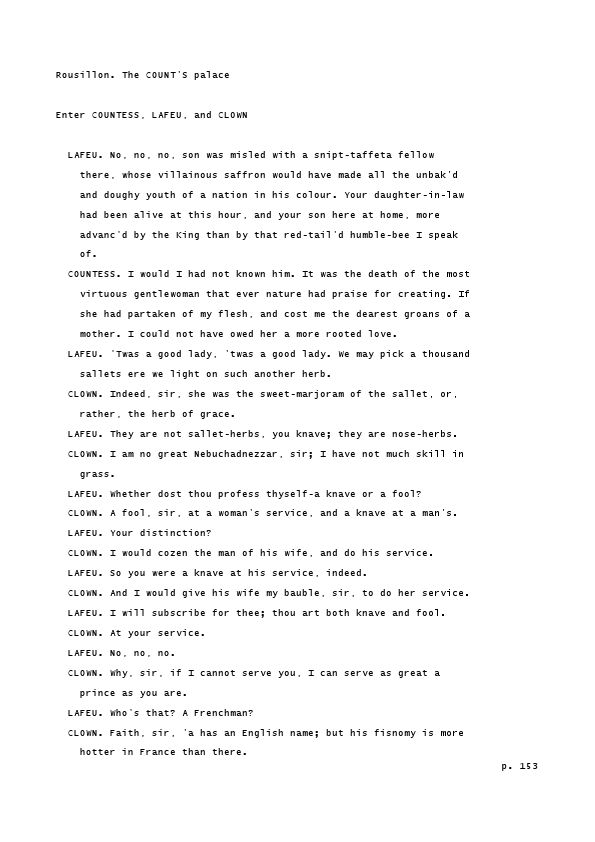 Rousillon. The COUNT'S palace
Enter COUNTESS, LAFEU, and CLOWN
LAFEU. No, no, no, son was misled with a snipt-taffeta fellow
there, whose villainous saffron would have made all the unbak'd
and doughy youth of a nation in his colour. Your daughter-in-law
had been alive at this hour, and your son here at home, more
advanc'd by the King than by that red-tail'd humble-bee I speak
of.
COUNTESS. I would I had not known him. It was the death of the most
virtuous gentlewoman that ever nature had praise for creating. If
she had partaken of my flesh, and cost me the dearest groans of a
mother. I could not have owed her a more rooted love.
LAFEU. 'Twas a good lady, 'twas a good lady. We may pick a thousand
sallets ere we light on such another herb.
CLOWN. Indeed, sir, she was the sweet-marjoram of the sallet, or,
rather, the herb of grace.
LAFEU. They are not sallet-herbs, you knave; they are nose-herbs.
CLOWN. I am no great Nebuchadnezzar, sir; I have not much skill in
grass.
LAFEU. Whether dost thou profess thyself-a knave or a fool?
CLOWN. A fool, sir, at a woman's service, and a knave at a man's.
LAFEU. Your distinction?
CLOWN. I would cozen the man of his wife, and do his service.
LAFEU. So you were a knave at his service, indeed.
CLOWN. And I would give his wife my bauble, sir, to do her service.
LAFEU. I will subscribe for thee; thou art both knave and fool.
CLOWN. At your service.
LAFEU. No, no, no.
CLOWN. Why, sir, if I cannot serve you, I can serve as great a
prince as you are.
LAFEU. Who's that? A Frenchman?
CLOWN. Faith, sir, 'a has an English name; but his fisnomy is more
hotter in France than there.
p. 153